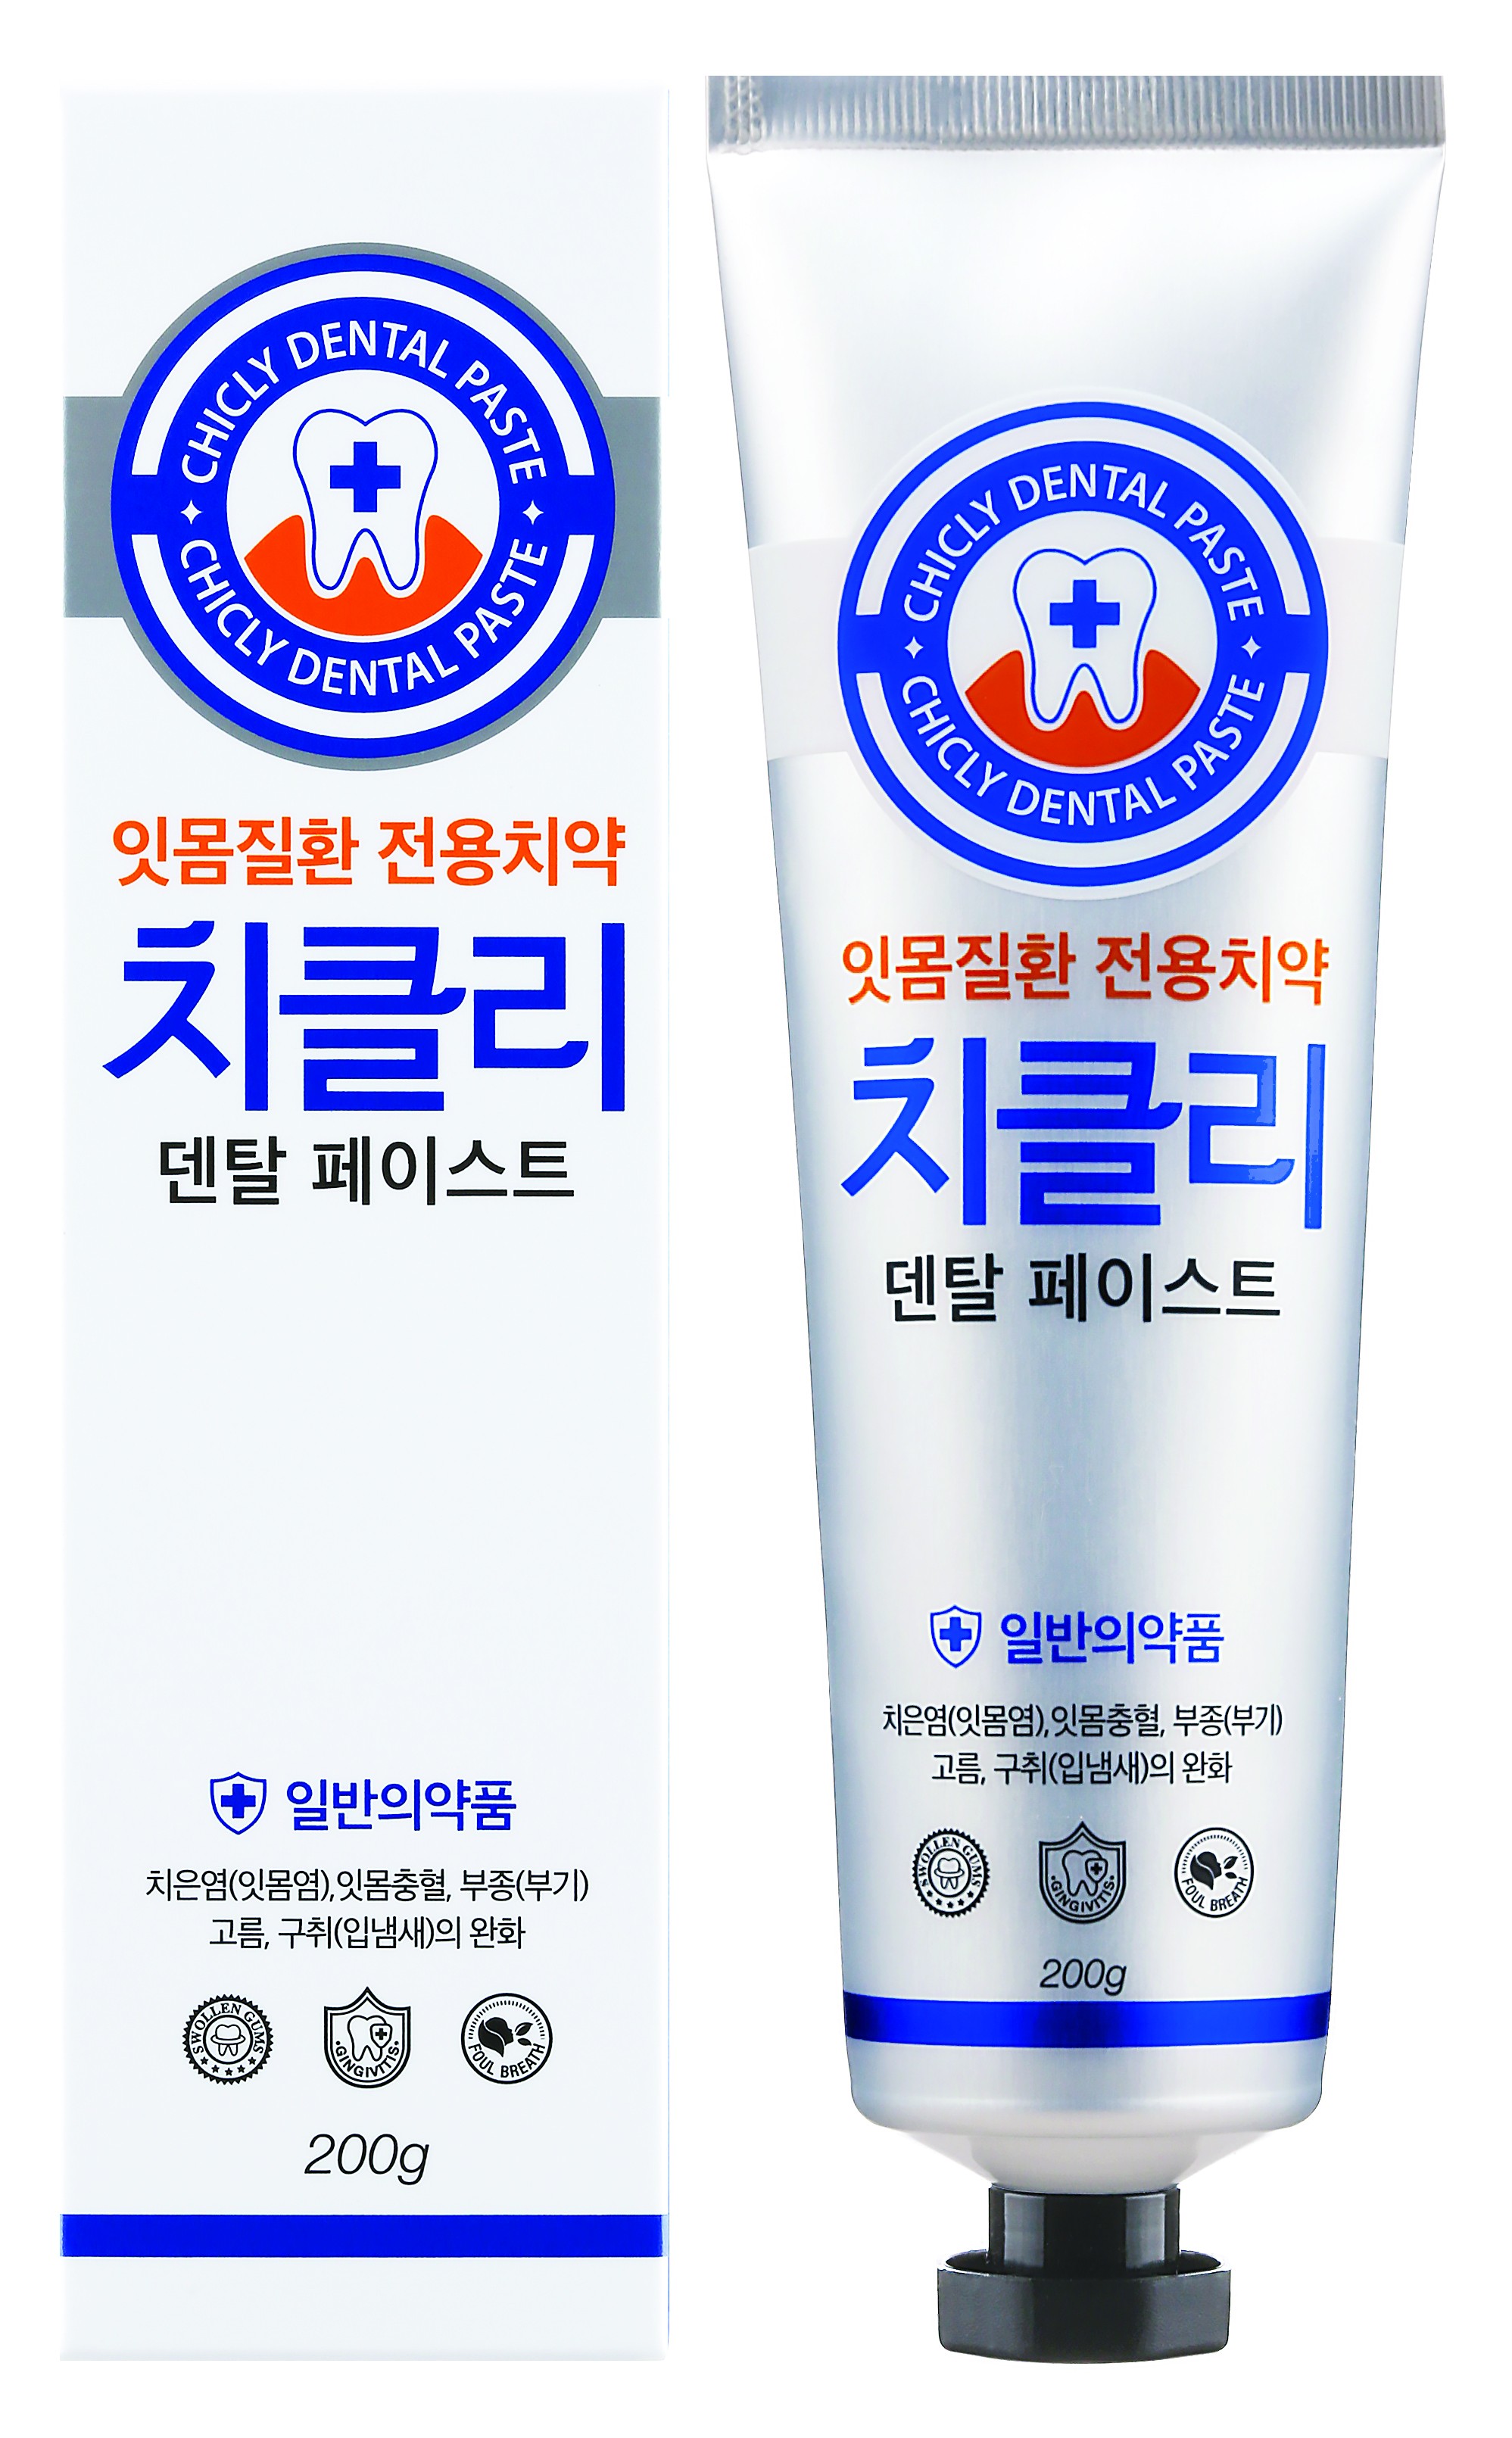 CHICLY DENTAL PASTE
CHICLY DENTAL PASTE
잇몸질환 전용치약
치클리
덴탈 페이스트
일반의약품
치은염(잇몸염),잇몸충혈, 부종(부기)
고름, 구취(입냄새)의 완화
SWOLLEN GUMS
GINGIVITIS
FOUL BREATH
200g
CHICLY DENTAL PASTE
CHICLY DENTAL PASTE
잇몸질환 전용치약
치클리
덴탈 페이스트
일반의약품
치은염(잇몸염),잇몸충혈, 부종(부기)
고름, 구취(입냄새)의 완화
SWOLLEN GUMS
GINGIVITIS
FOUL BREATH
200g